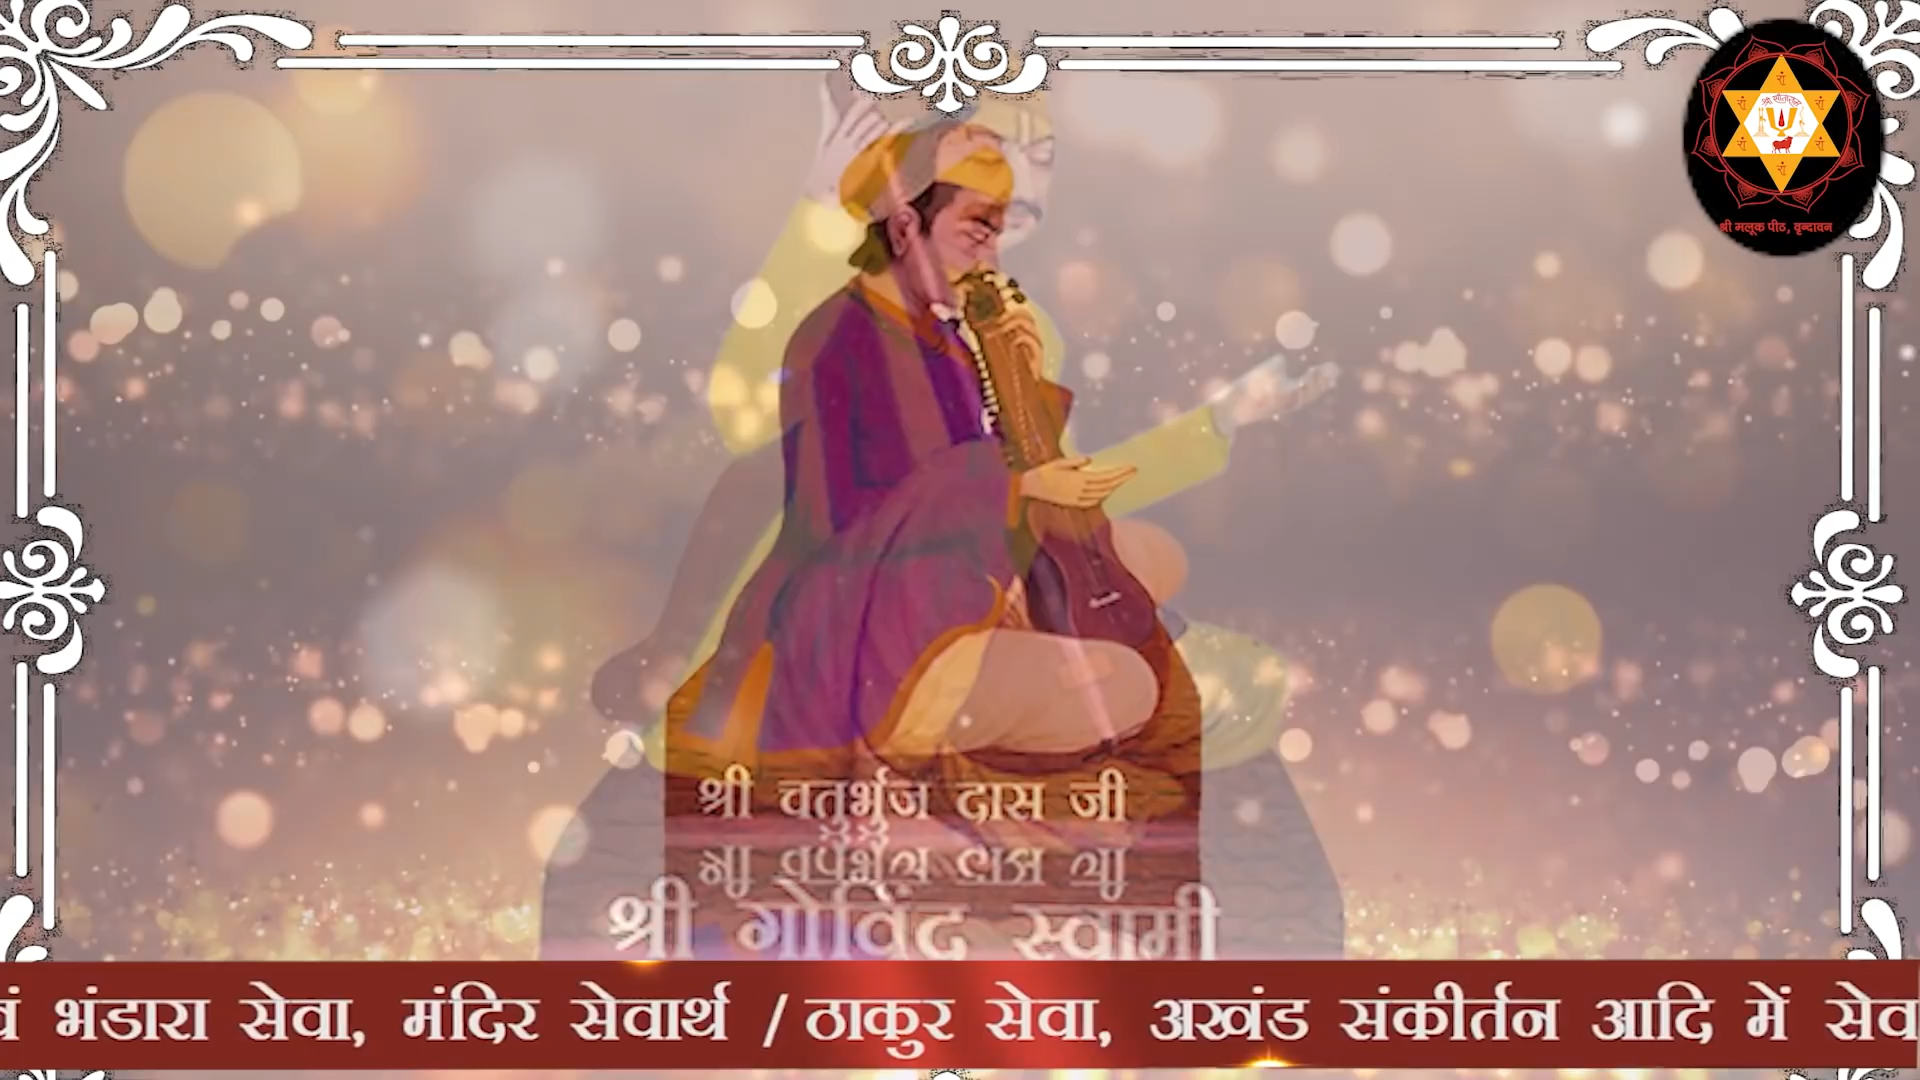 श्री मलूक पीठ, वृन्दावन
श्री चतुर्भुज दास जी
श्री गोविंद स्वामी
वं भंडारा सेवा, मंदिर सेवार्थ / ठाकुर सेवा, अखंड संकीर्तन आदि में सेव